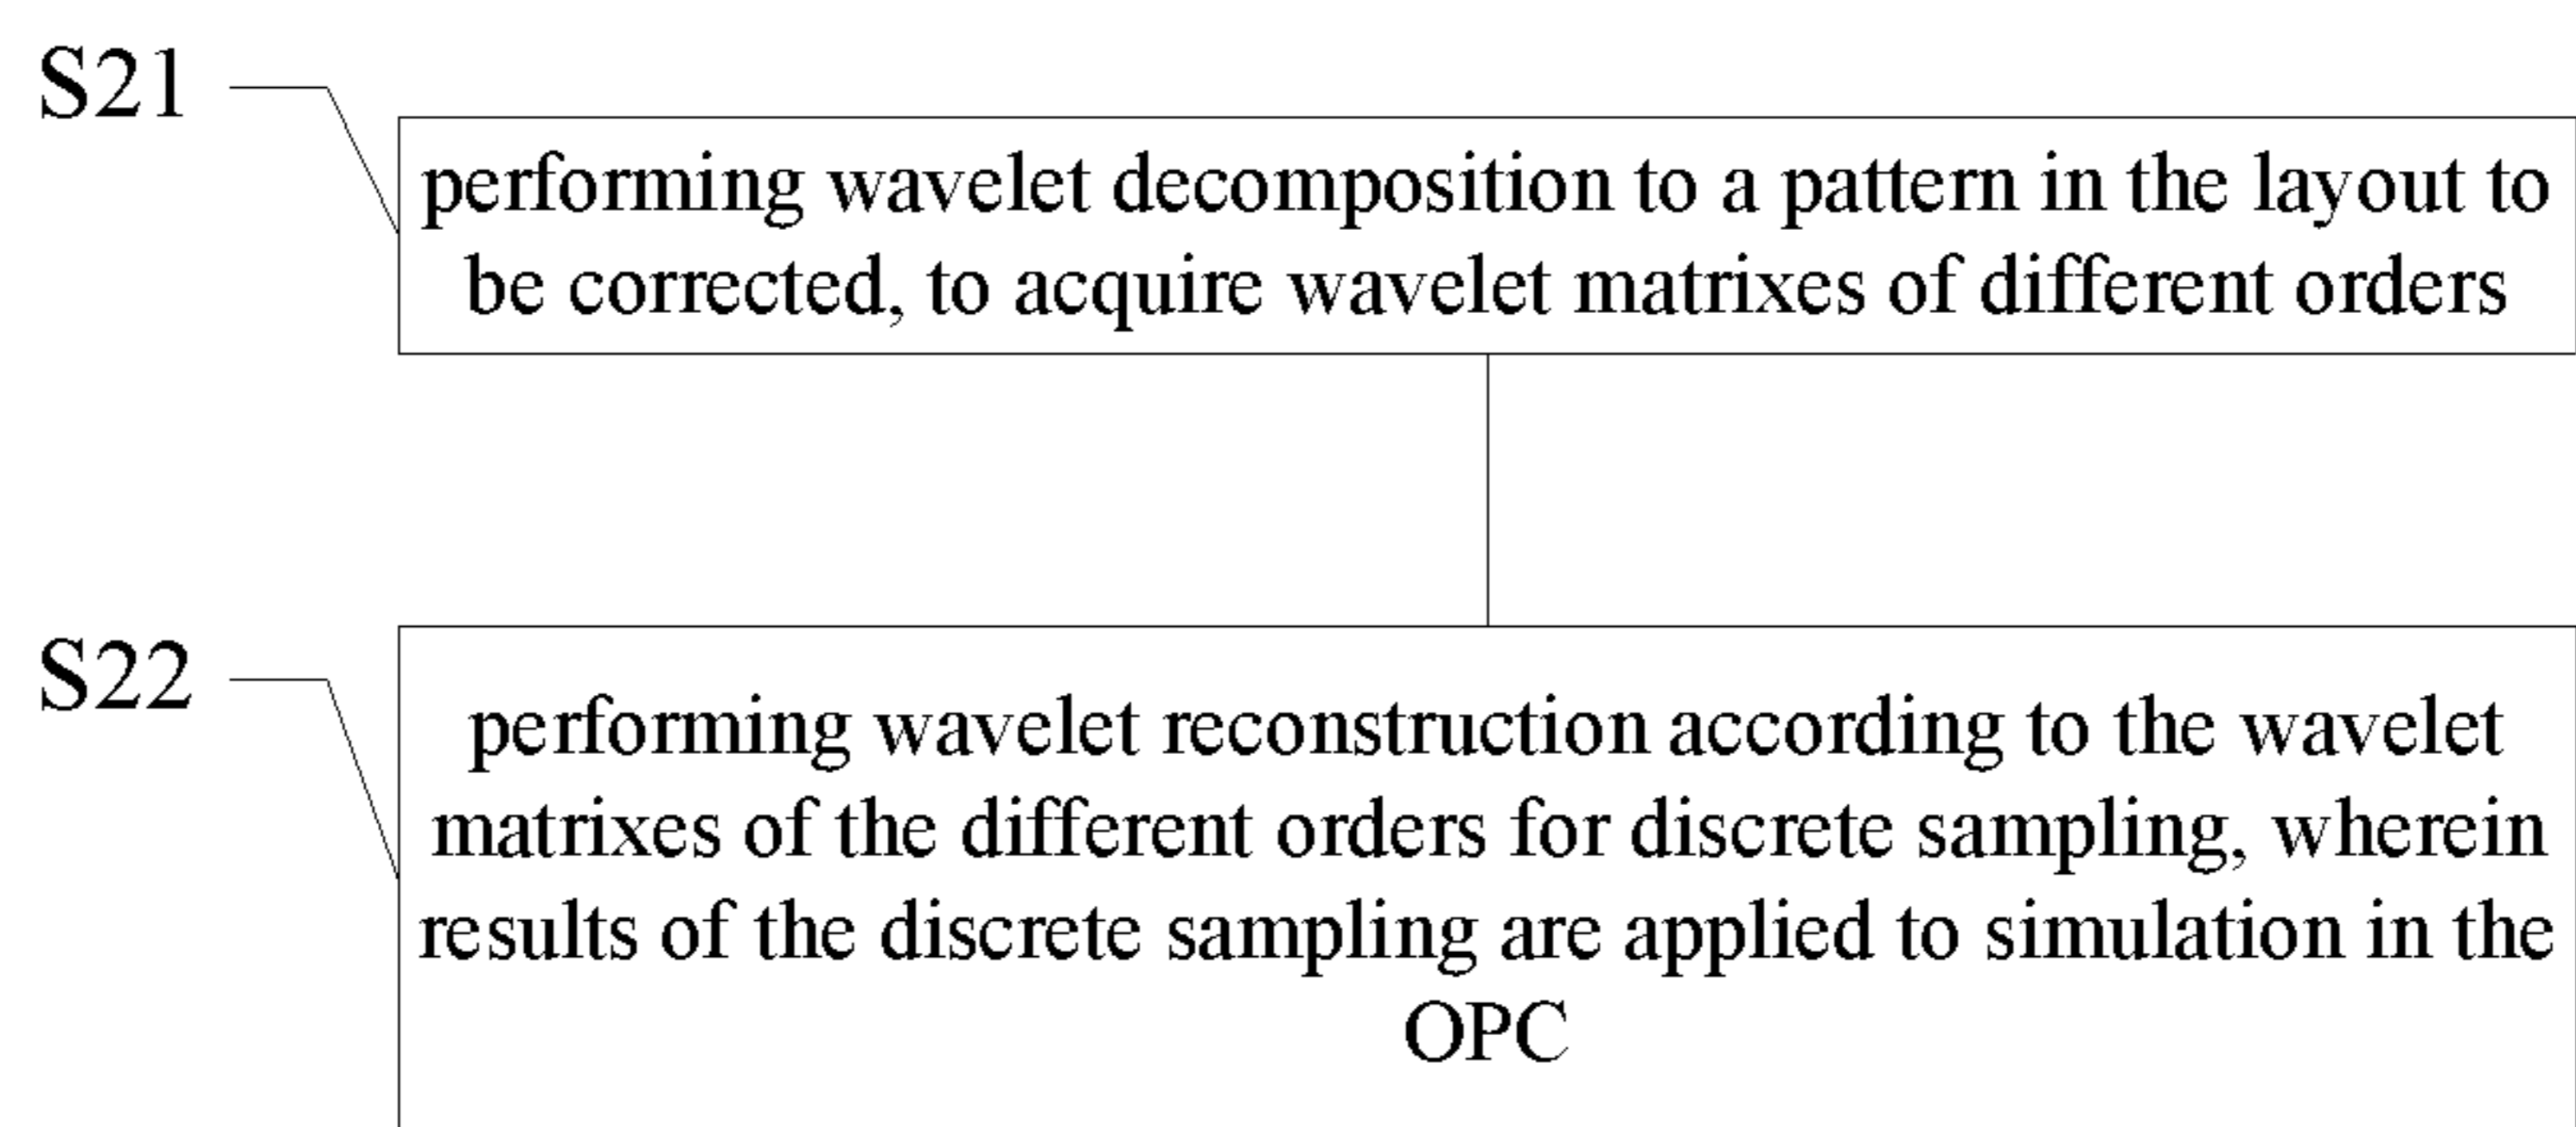 S21
performing wavelet decomposition to a pattern in the layout to
be corrected, to acquire wavelet matrixes of different orders
S22
performing wavelet reconstruction according to the wavelet
matrixes of the different orders for discrete sampling, wherein
results of the discrete sampling are applied to simulation in the
OPC